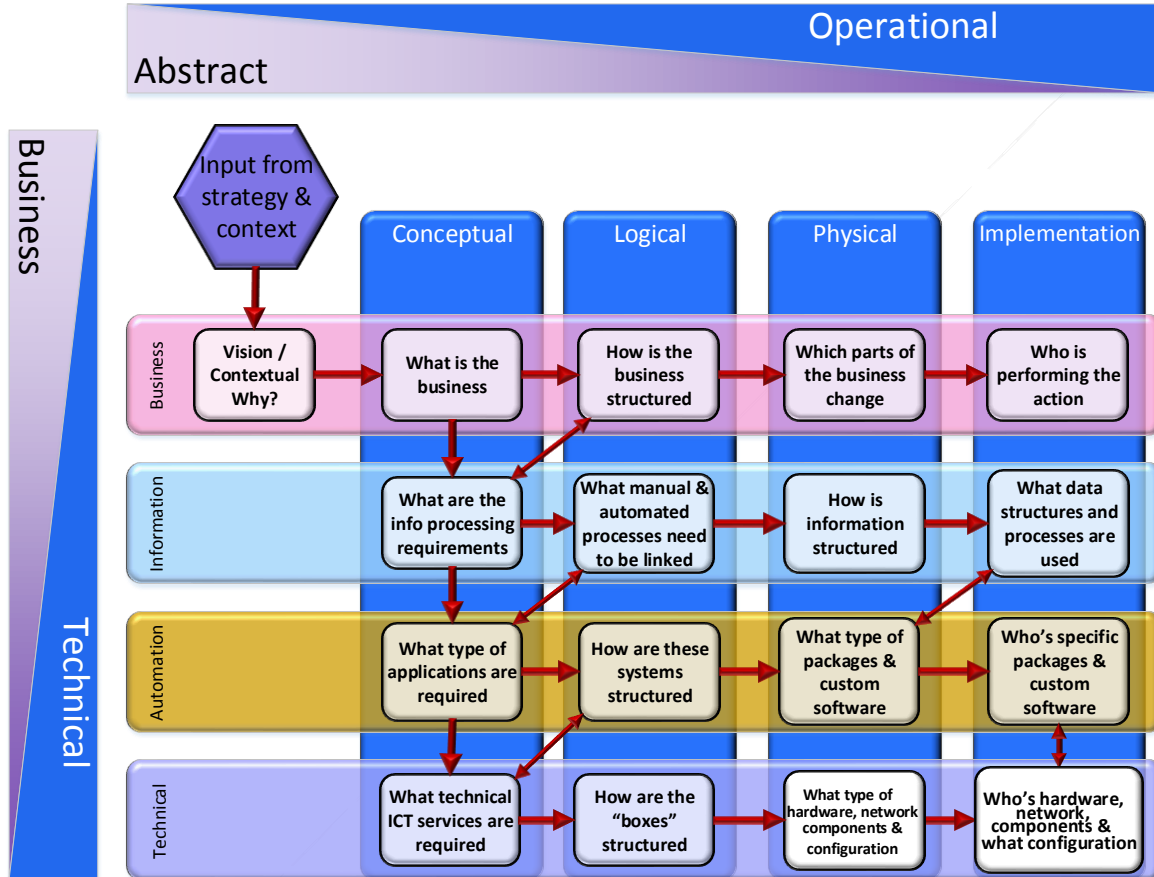 Operational
Abstract
Business
Technical
Input from
strategy &
context
Conceptual
Logical
Physical
Implementation
Business
Vision /
Contextual
Why?
What is the
business
How is the
business
structured
Which parts of
the business
change
Who is
performing the
action
Information
What are the
info processing
requirements
What manual &
automated
processes need
to be linked
How is
information
structured
What data
structures and
processes are
used
Automation
What type of
applications are
required
How are these
systems
structured
What type of
packages &
custom
software
Who's specific
packages &
custom
software
Technical
What technical
ICT services are
required
How are the
“boxes”
structured
What type of
hardware, network
components &
configuration
Who's hardware,
network,
components &
what configuration